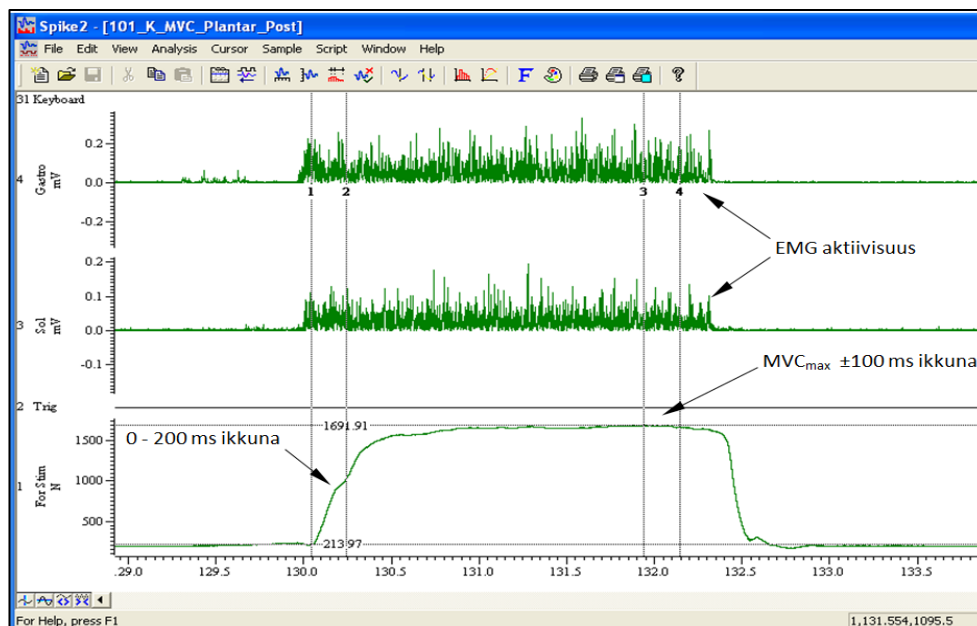 Spike2 - [101_K_MVC_Plantar_Post]
File Edit View Analysis Cursor Sample Script Window Help
31 Keyboard
4
Gastro
mV
0.2
0.0
-0.2
1 2 3 4
EMG aktiivisuus
3
Sol
mV
0.2
0.1
0.0
-0.1
MVCmax ±100 ms ikkuna
2 Trig
0 - 200 ms ikkuna
1
For Stim
N
1500
1000
500
1691.91
213.97
.29.0 129.5 130.0 130.5 131.0 131.5 132.0 132.5 133.0 133.5
For Help, press F1
1,131.554,1095.5